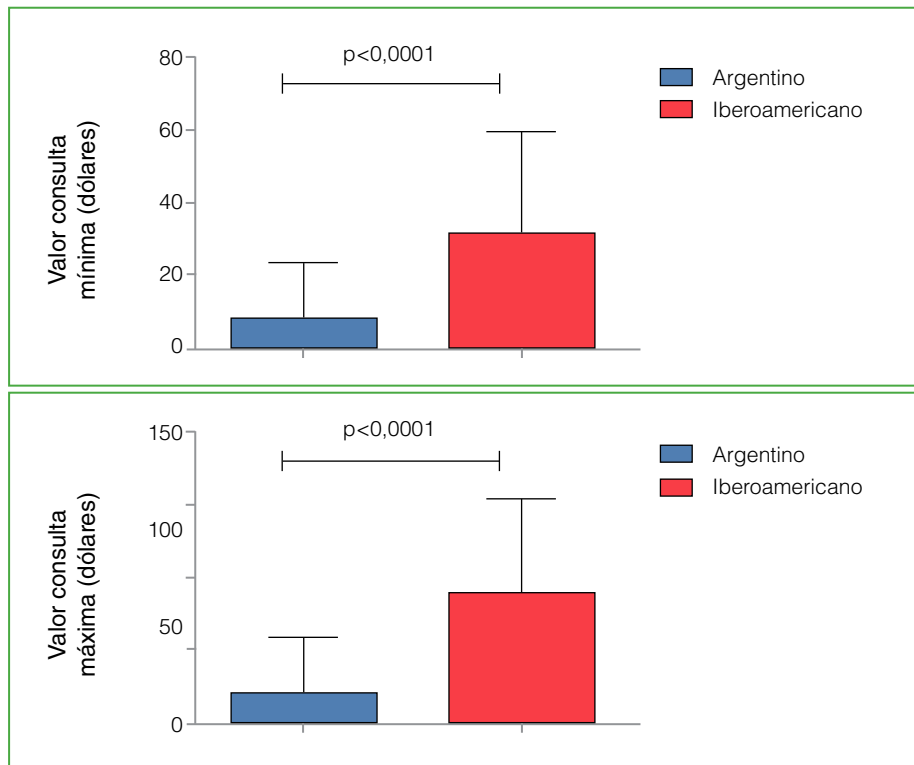 80
60
40
20
0
Valor consulta
mínima (dólares)
p<0,0001
Argentino
Iberoamericano
150
100
50
0
Valor consulta
máxima (dólares)
p<0,0001
Argentino
Iberoamericano